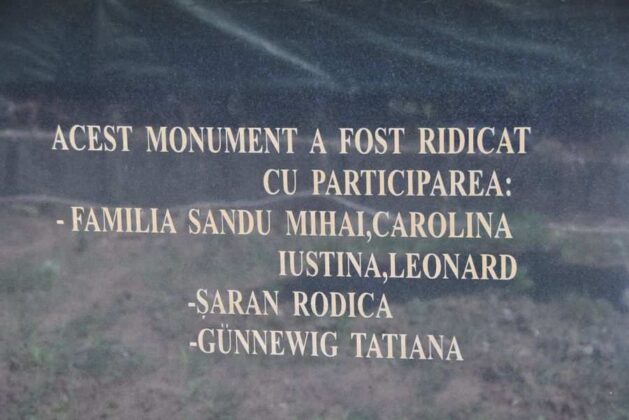 ACEST MONUMENT A FOST RIDICAT
CU PARTICIPAREA:
-FAMILIA SANDU MIHAI,CAROLINA
IUSTINA,LEONARD
-ȘARAN RODICA
-GÜNNEWIG TATIANA